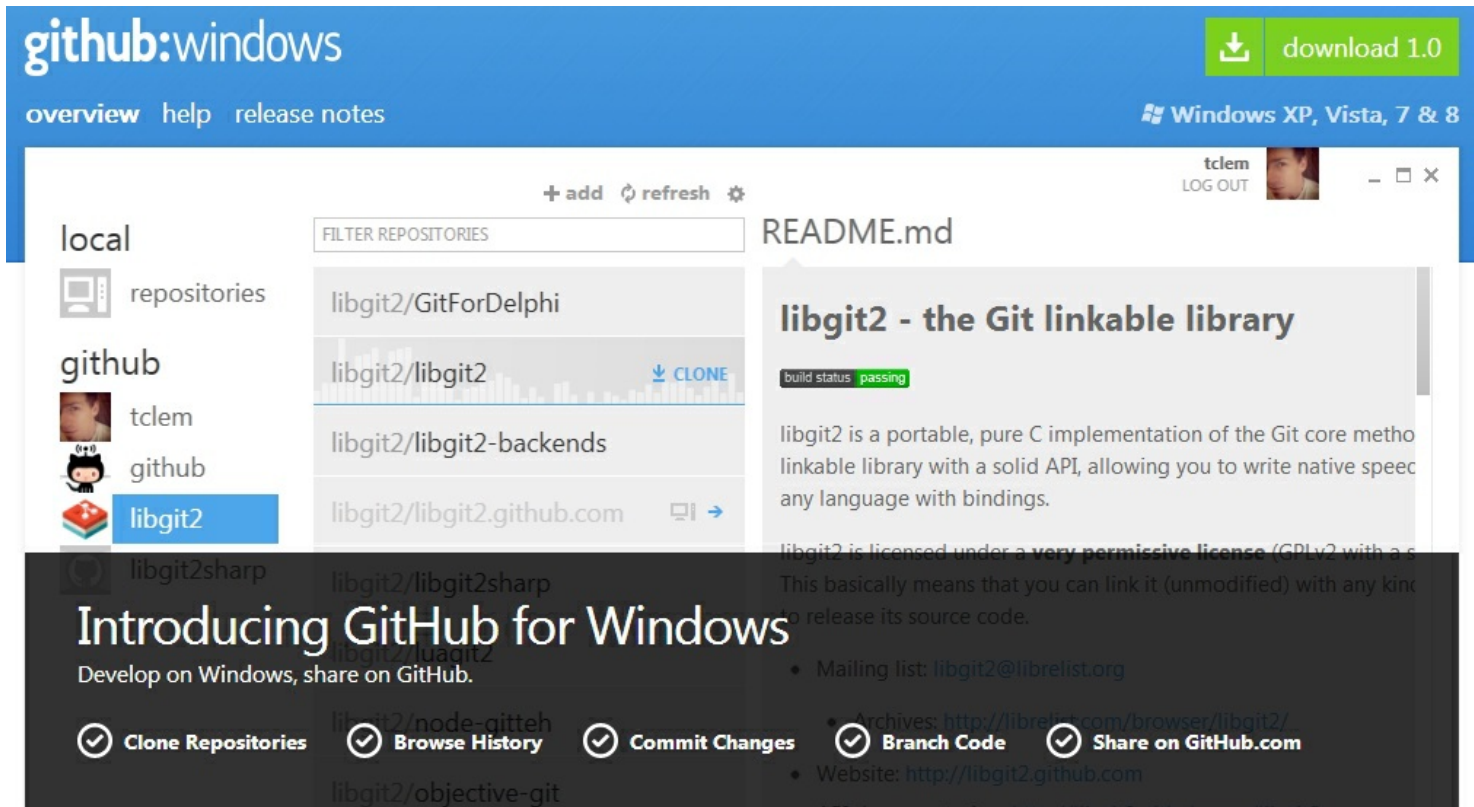 github:windows
download 1.0
overview help release notes
Windows XP, Vista, 7 & 8
tclem
LOG OUT
add refresh
local
FILTER REPOSITORIES
README.md
repositories
libgit2/GitForDelphi
libgit2 - the Git linkable library
github
libgit2/libgit2
CLONE
build status passing
tclem
libgit2/libgit2-backends
libgit2 is a portable, pure C implementation of the Git core metho
linkable library with a solid API, allowing you to write native speed
any language with bindings.
github
libgit2
libgit2/libgit2.github.com
libgit2 is licensed under a very permissive license (GPLv2 with a s
libgit2sharp
libgit2/libgit2sharp
This basically means that you can link it (unmodified) with any kind
to release its source code.
Introducing GitHub for Windows
libgit2/luagit2
Develop on Windows, share on GitHub.
Mailing list: libgit2@librelist.org
libgit2/node-gitteh
Archives: http://librelist.com/browser/libgit2/
Clone Repositories
Browse History
Commit Changes
Branch Code
Share on GitHub.com
Website: http://libgit2.github.com
libgit2/objective-git